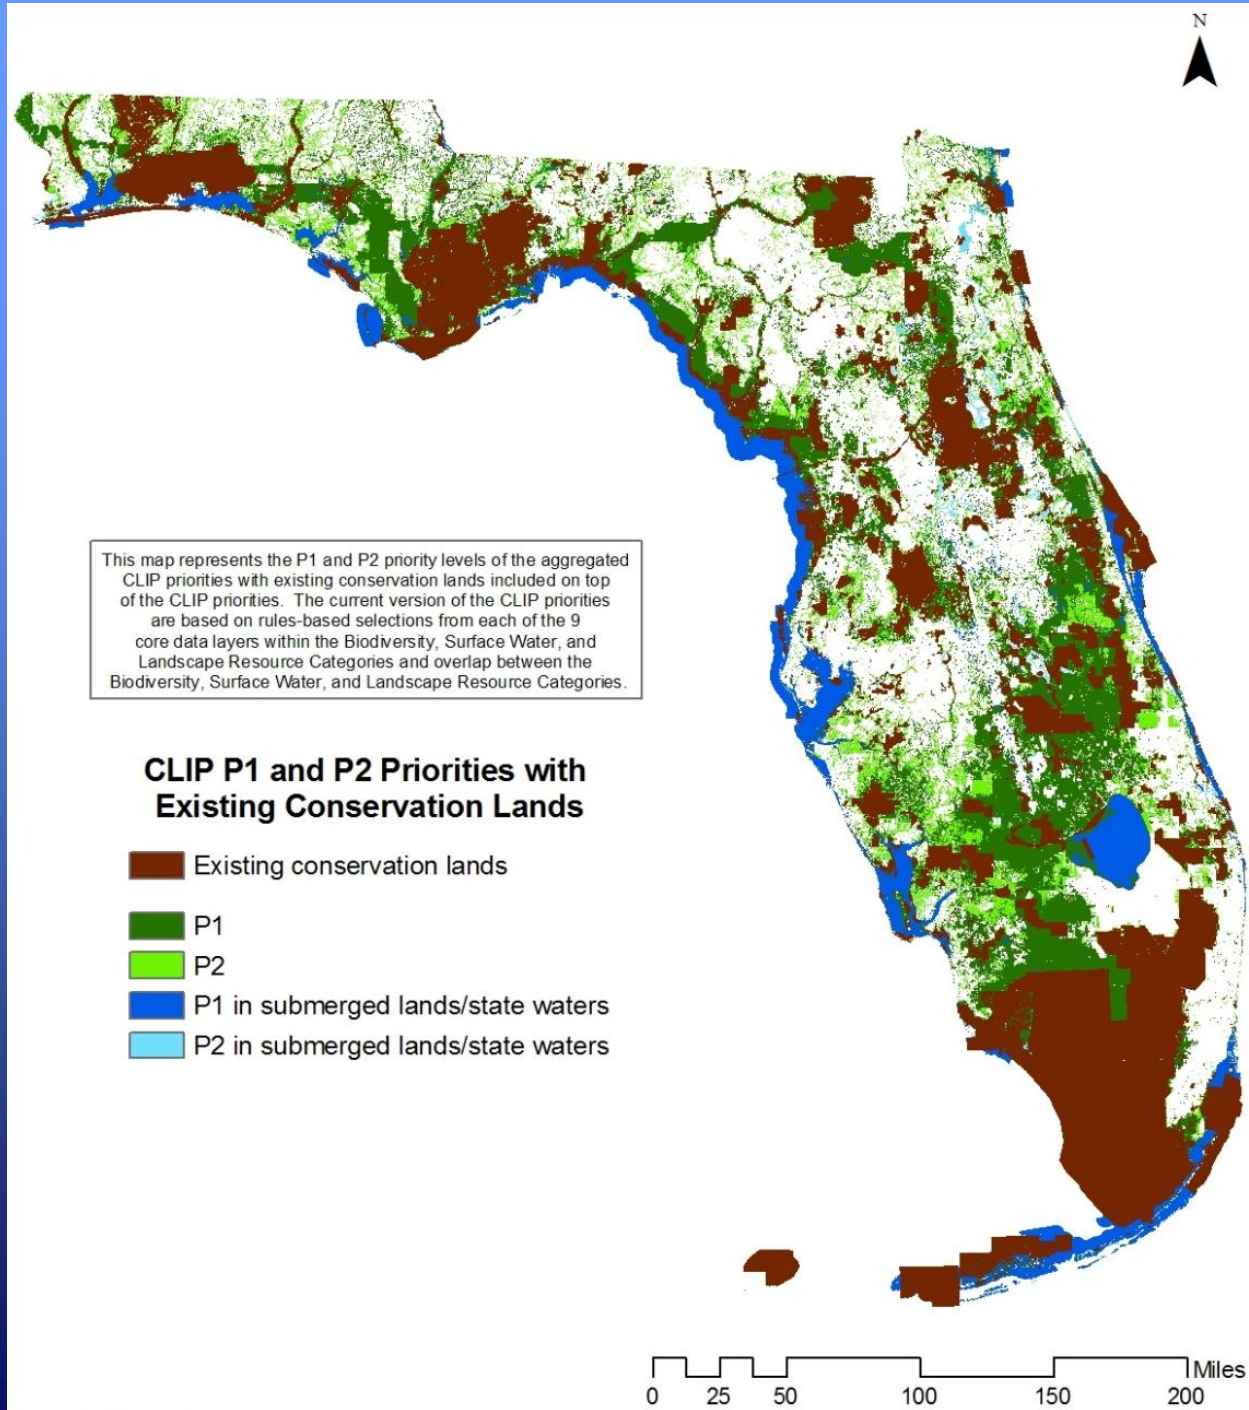 N
This map represents the P1 and P2 priority levels of the aggregated
CLIP priorities with existing conservation lands included on top
of the CLIP priorities. The current version of the CLIP priorities
are based on rules-based selections from each of the 9
core data layers within the Biodiversity, Surface Water, and
Landscape Resource Categories and overlap between the
Biodiversity, Surface Water, and Landscape Resource Categories.
CLIP P1 and P2 Priorities with
Existing Conservation Lands
Existing conservation lands
P1
P2
P1 in submerged lands/state waters
P2 in submerged lands/state waters
Miles
0 25 50 100 150 200